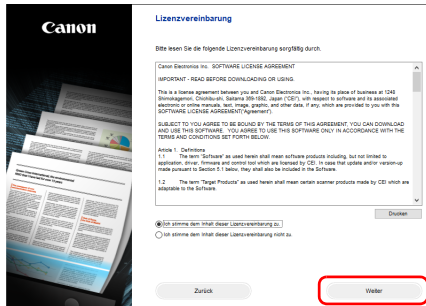 Canon
Lizenzvereinbarung
Bitte lesen Sie die folgende Lizenzvereinbarung sorgfältig durch.
Canon Electronics Inc. SOFTWARE LICENSE AGREEMENT
IMPORTANT - READ BEFORE DOWNLOADING OR USING.
This is a license agreement between you and Canon Electronics Inc., having its place of business at 1248
Shimokagemori, Chichibu-shi, Saitama 369-1892, Japan ("CEI"), with respect to software and its associated
electronic or online manuals, text, image, graphic, and other data, if any, which are provided to you with this
SOFTWARE LICENSE AGREEMENT("Agreement").
SUBJECT TO YOU AGREE TO BE BOUND BY THE TERMS OF THIS AGREEMENT, YOU CAN DOWNLOAD
AND USE THIS SOFTWARE. YOU AGREE TO USE THIS SOFTWARE ONLY IN ACCORDANCE WITH THE
TERMS AND CONDITIONS SET FORTH BELOW.
Article 1. Definitions
1.1 The term "Software" as used herein shall mean software products including, but not limited to
application, driver, firmware and control tool which are licensed by CEI. In case that update and/or version-up
made pursuant to Section 5.1 below, they shall also be included in the Software.
1.2 The term "Target Products" as used herein shall mean certain scanner products made by CEI which are
adaptable to the Software.
Drucken
Ich stimme dem Inhalt dieser Lizenzvereinbarung zu.
Ich stimme dem Inhalt dieser Lizenzvereinbarung nicht zu.
Zurück
Weiter